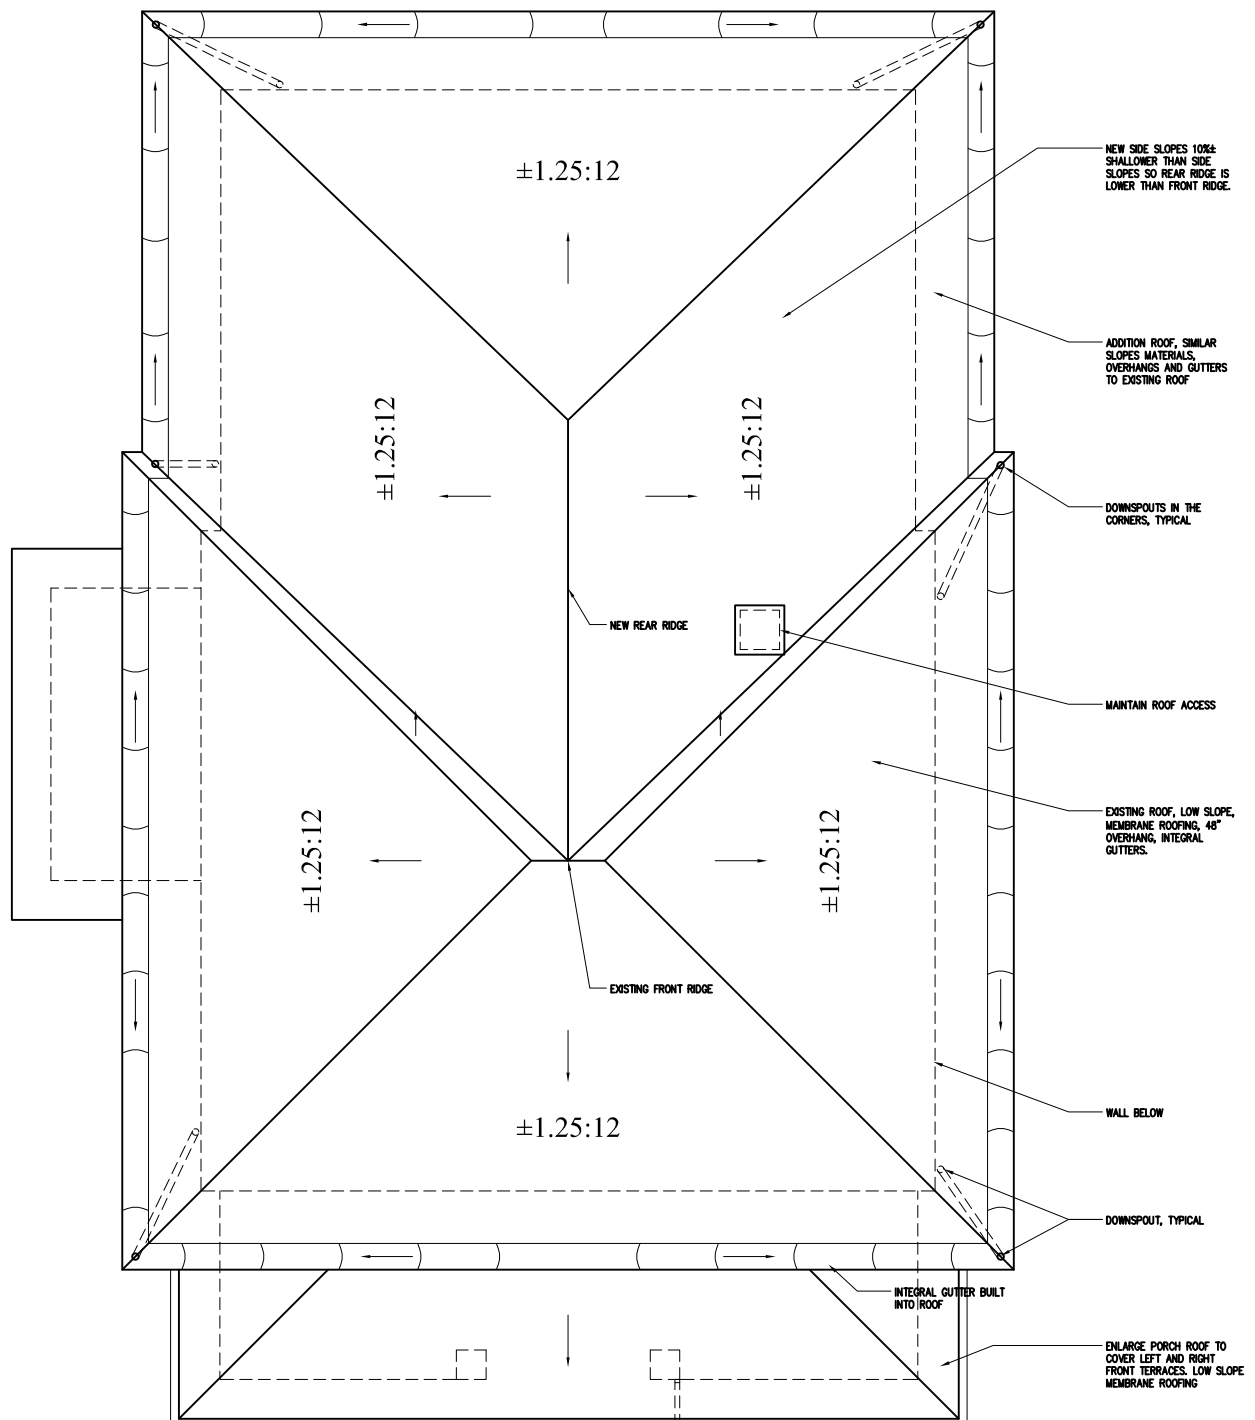 ±1.25:12
NEW SIDE SLOPES 10%±
SHALLOWER THAN SIDE
SLOPES SO REAR RIDGE IS
LOWER THAN FRONT RIDGE.
ADDITION ROOF, SIMILAR
SLOPES MATERIALS,
OVERHANGS AND GUTTERS
TO EXISTING ROOF
±1.25:12
±1.25:12
DOWNSPOUTS IN THE
CORNERS, TYPICAL
NEW REAR RIDGE
MAINTAIN ROOF ACCESS
±1.25:12
±1.25:12
EXISTING ROOF, LOW SLOPE,
MEMBRANE ROOFING, 48"
OVERHANG, INTEGRAL
GUTTERS.
EXISTING FRONT RIDGE
WALL BELOW
±1.25:12
DOWNSPOUT, TYPICAL
INTEGRAL GUTTER BUILT
INTO ROOF
ENLARGE PORCH ROOF TO
COVER LEFT AND RIGHT
FRONT TERRACES. LOW SLOPE
MEMBRANE ROOFING